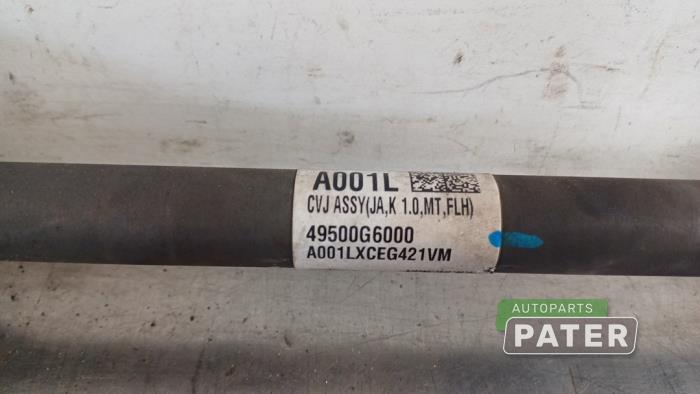 A001L
CVJ ASSY(JA,K 1.0,MT,FLH)
49500G6000
A001LXCEG421VM
AUTOPARTS
PATER